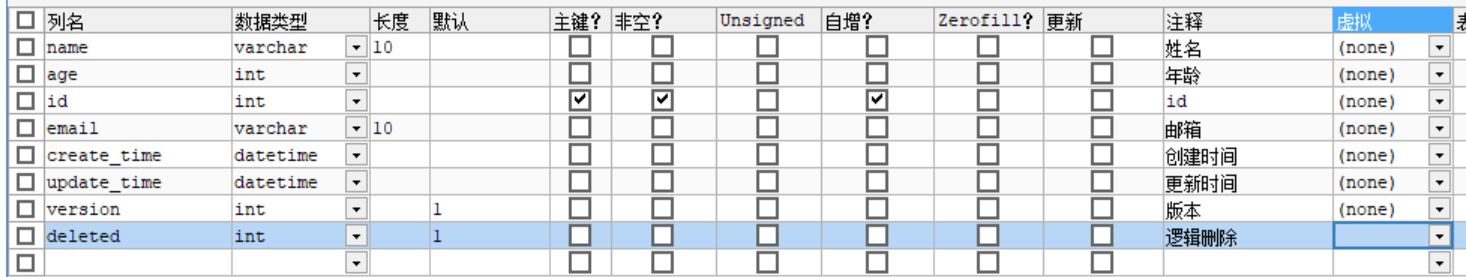 列名 数据类型 长度 默认 主键? 非空? Unsigned 自增? Zerofill? 更新 注释 虚拟
name varchar 10 姓名 (none)
age int 年龄 (none)
id int id (none)
email varchar 10 邮箱 (none)
create_time datetime 创建时间 (none)
update_time datetime 更新时间 (none)
version int 1 版本 (none)
deleted int 1 逻辑删除